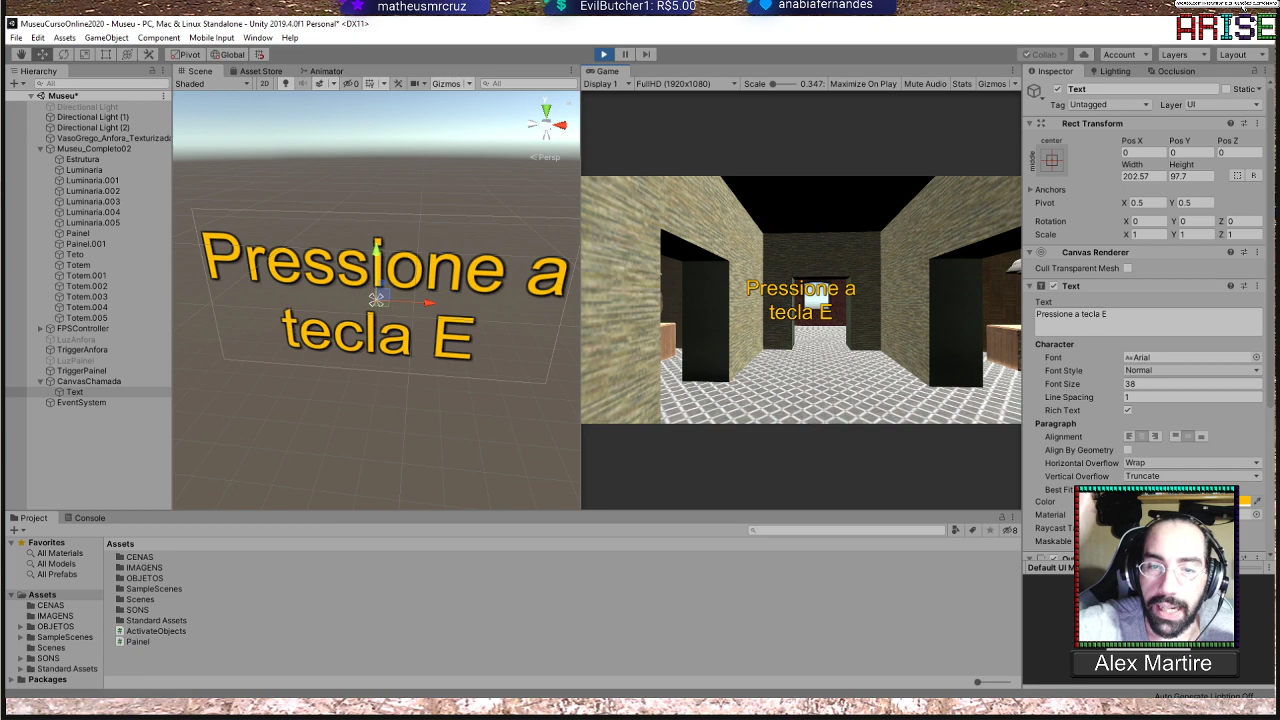 matheusmrcruz
EvilButcher1: R$5.00
anabiafernandes
ARISE
MuseuCursoOnline2020 - Museu - PC, Mac & Linux Standalone - Unity 2019.4.0f1 Personal* <DX11>
File Edit Assets GameObject Component Mobile Input Window Help
Pivot Global
Collab Account Layers Layout
Hierarchy
All
Museu*
Directional Light
Directional Light (1)
Directional Light (2)
VasoGrego_Anfora_Texturizada
Museu_Completo02
Estrutura
Luminaria
Luminaria.001
Luminaria.002
Luminaria.003
Luminaria.004
Luminaria.005
Painel
Painel.001
Teto
Totem
Totem.001
Totem.002
Totem.003
Totem.004
Totem.005
FPSController
LuzAnfora
TriggerAnfora
LuzPainel
TriggerPainel
CanvasChamada
Text
EventSystem
Scene Asset Store Animator
Shaded 2D 0 Gizmos All
Persp
Pressione a
tecla E
Game
Display 1 FullHD (1920x1080) Scale 0.347: Maximize On Play Mute Audio Stats Gizmos
Pressione a
tecla E
Inspector Lighting Occlusion
Text Static
Tag Untagged Layer UI
Rect Transform
center
middle
Pos X Pos Y Pos Z
0 0 0
Width Height
202.57 97.7
R
Anchors
Pivot X 0.5 Y 0.5
Rotation X 0 Y 0 Z 0
Scale X 1 Y 1 Z 1
Canvas Renderer
Cull Transparent Mesh
Text
Text
Pressione a tecla E
Character
Font Arial
Font Style Normal
Font Size 38
Line Spacing 1
Rich Text
Paragraph
Alignment
Align By Geometry
Horizontal Overflow Wrap
Vertical Overflow Truncate
Best Fit
Color
Material
Raycast Ta
Maskable
Default UI M
Project Console
8
Favorites
All Materials
All Models
All Prefabs
Assets
CENAS
IMAGENS
OBJETOS
SampleScenes
Scenes
SONS
Standard Assets
Packages
Assets
CENAS
IMAGENS
OBJETOS
SampleScenes
Scenes
SONS
Standard Assets
ActivateObjects
Painel
Alex Martire
Auto Generate Lighting Off